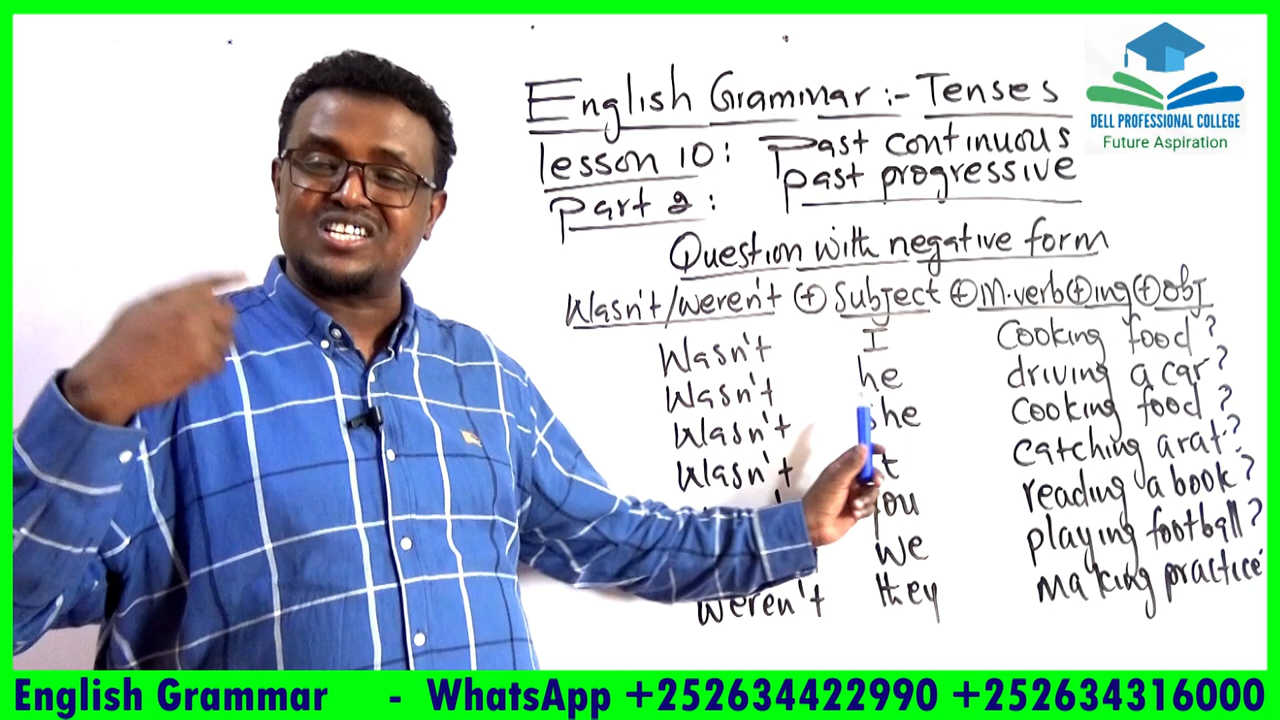 English Grammar :- Tenses
lesson 10: Past continuous
Part 2: Past progressive
Question with negative form
Wasn't/weren't (+) Subject (+) M.verb(+)ing(+) obj
Wasn't I Cooking food?
Wasn't he driving a car?
Wasn't she Cooking food?
Wasn't catching a rat?
you reading a book?
we playing football?
Weren't they Making practice
DELL PROFESSIONAL COLLEGE
Future Aspiration
English Grammar - WhatsApp +252634422990 +252634316000